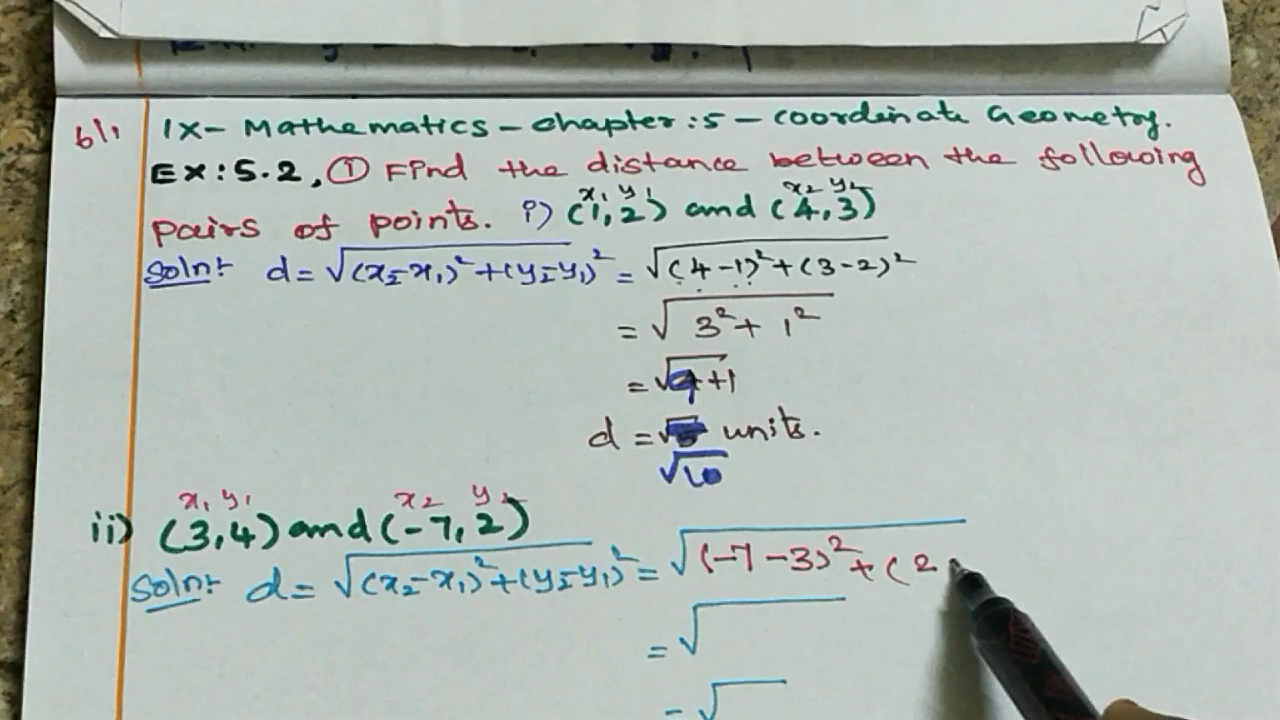 61. IX- Mathematics - chapter: 5 - coordinate Geometry.
EX: 5.2, ① Find the distance between the following
x₁ y₁ x₂ y₂
pairs of points. i) (1,2) and (4,3)
Soln: d = √(x₂-x₁)²+(y₂-y₁)² = √(4-1)²+(3-2)²
= √3²+1²
= √9+1
d = units.
√10
x₁ y₁ x₂ y₂
ii) (3,4) and (-7,2)
Soln: d = √(x₂-x₁)²+(y₂-y₁)² = √(-7-3)²+(2
= √
= √